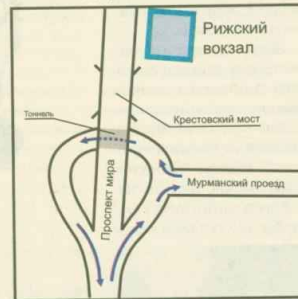 Рижский
вокзал
Тоннель
Крестовский мост
Мурманский проезд
Проспект мира